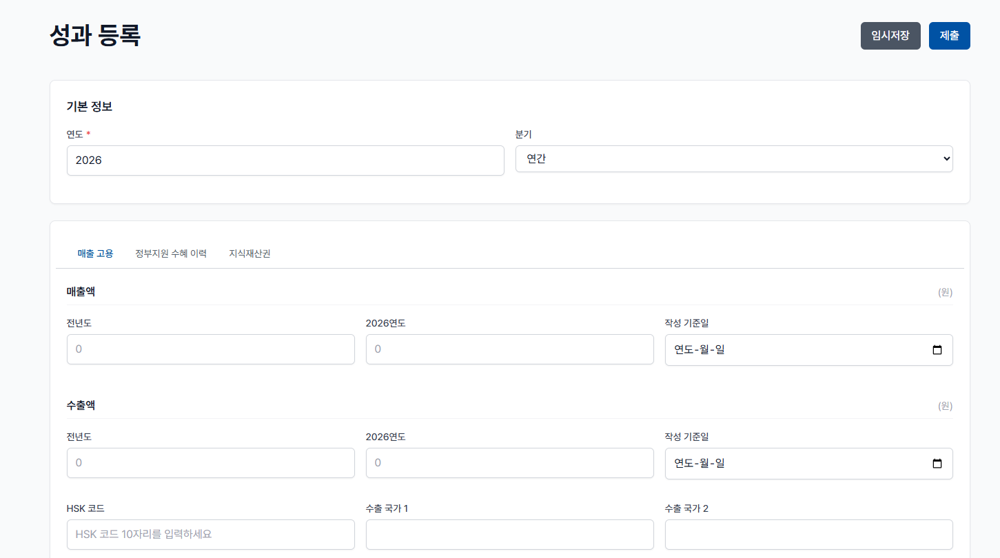 성과 등록
임시저장 제출
기본 정보
연도 * 분기
2026 연간
매출 고용 정부지원 수혜 이력 지식재산권
매출액 (원)
전년도 2026연도 작성 기준일
0 0 연도-월-일
수출액 (원)
전년도 2026연도 작성 기준일
0 0 연도-월-일
HSK 코드 수출 국가 1 수출 국가 2
HSK 코드 10자리를 입력하세요